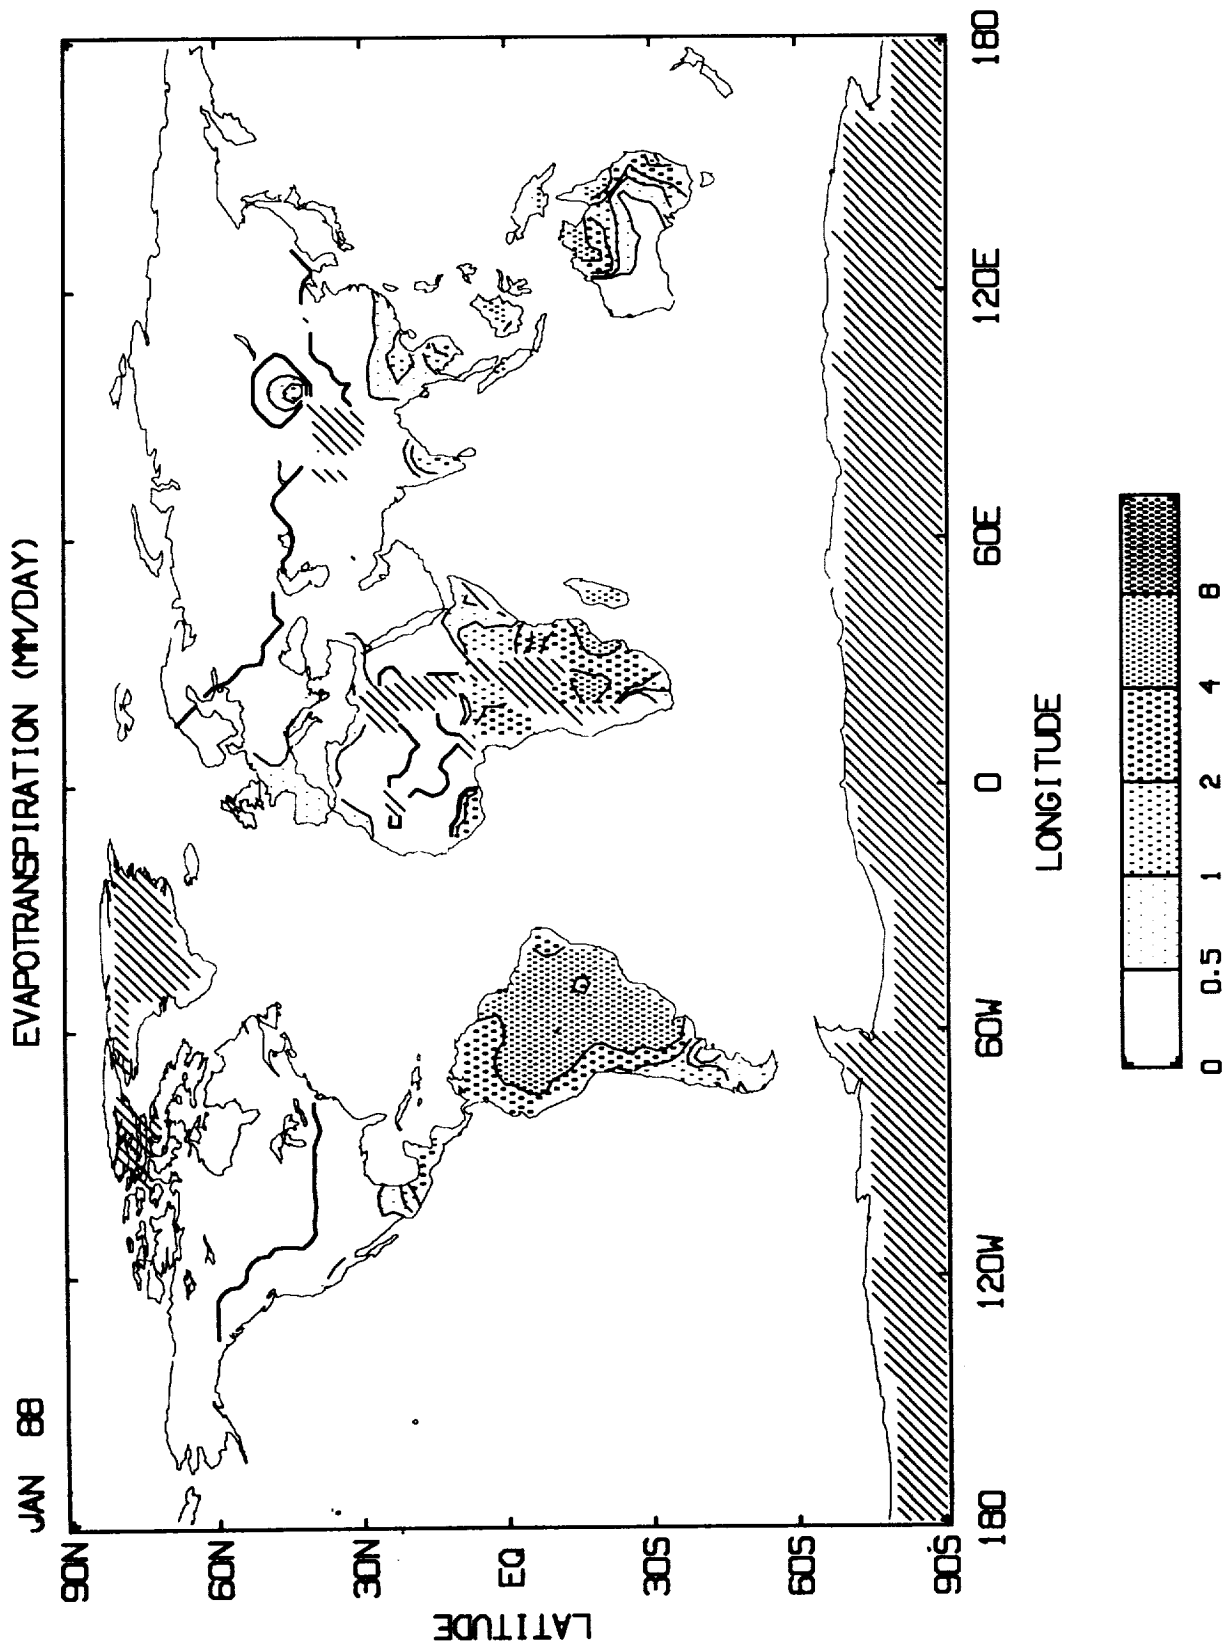 JAN 88
EVAPOTRANSPIRATION (MM/DAY)
90N
60N
30N
EQ
30S
60S
90S
LATITUDE
180
120W
60W
0
60E
120E
180
LONGITUDE
0
0.5
1
2
4
8